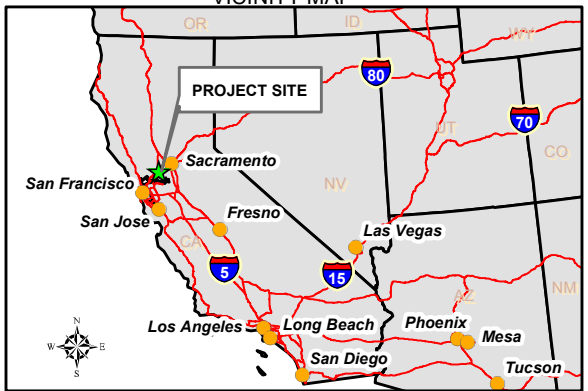 VICINITY MAP
OR
ID
WY
80
PROJECT SITE
70
UT
CO
Sacramento
San Francisco
NV
San Jose
Fresno
CA
Las Vegas
5
15
NM
AZ
Los Angeles
Long Beach
Phoenix
Mesa
N
W
E
S
San Diego
Tucson